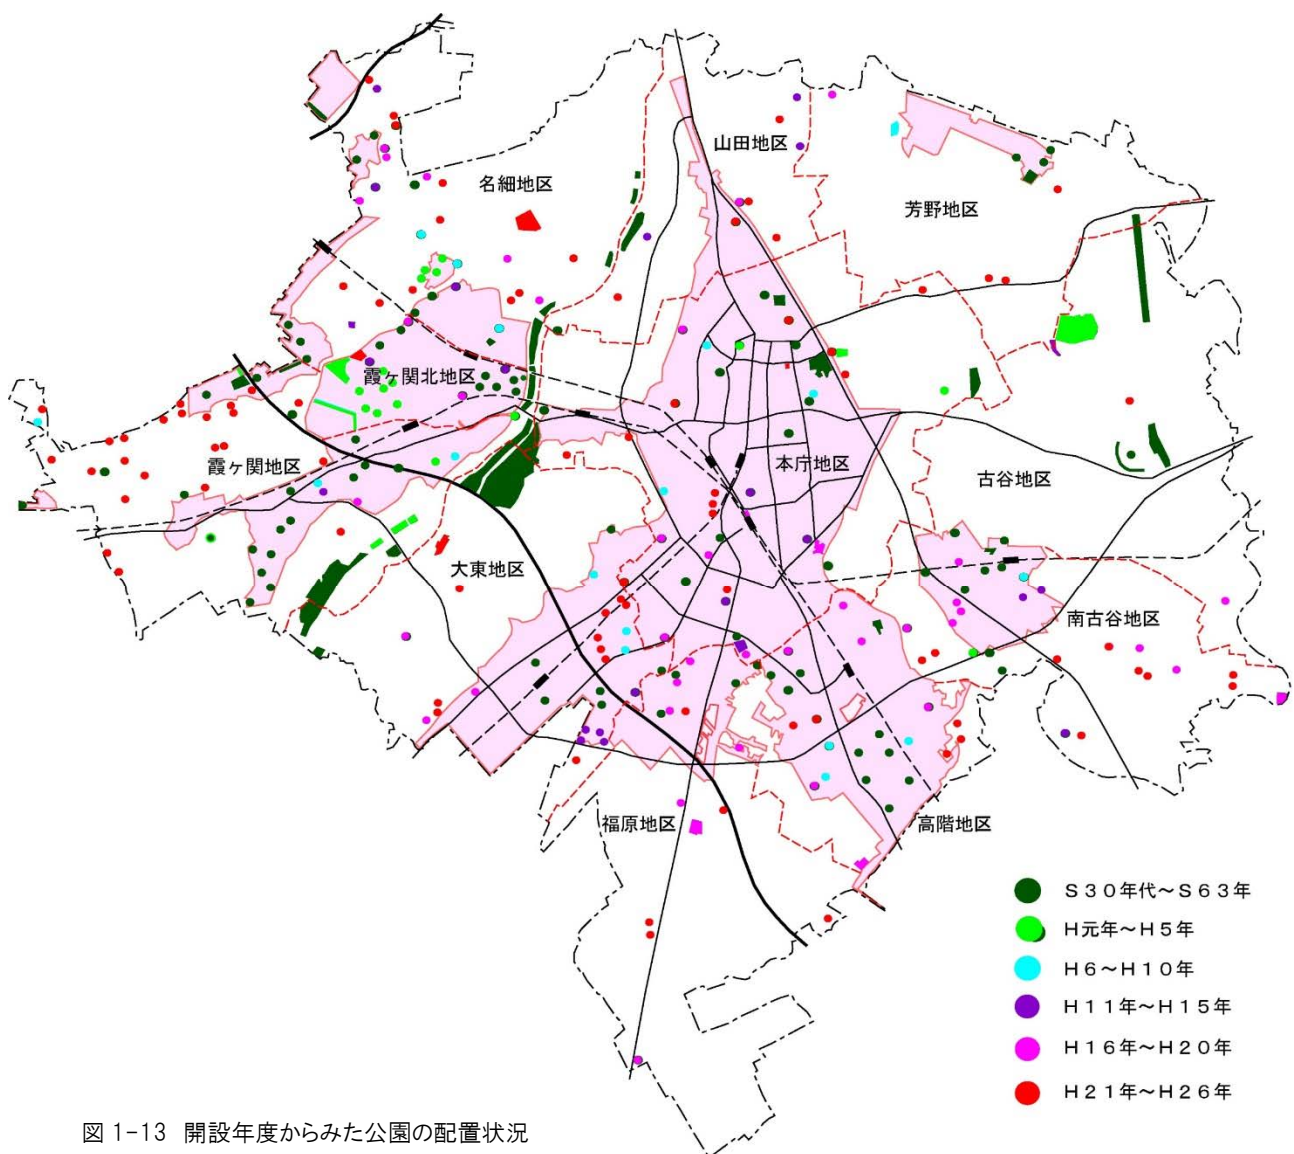 山田地区
名細地区
芳野地区
霞ヶ関北地区
霞ヶ関地区
本庁地区
古谷地区
大東地区
南古谷地区
福原地区
高階地区
S30年代～S63年
H元年～H5年
H6～H10年
H11年～H15年
H16年～H20年
H21年～H26年
図 1-13 開設年度からみた公園の配置状況